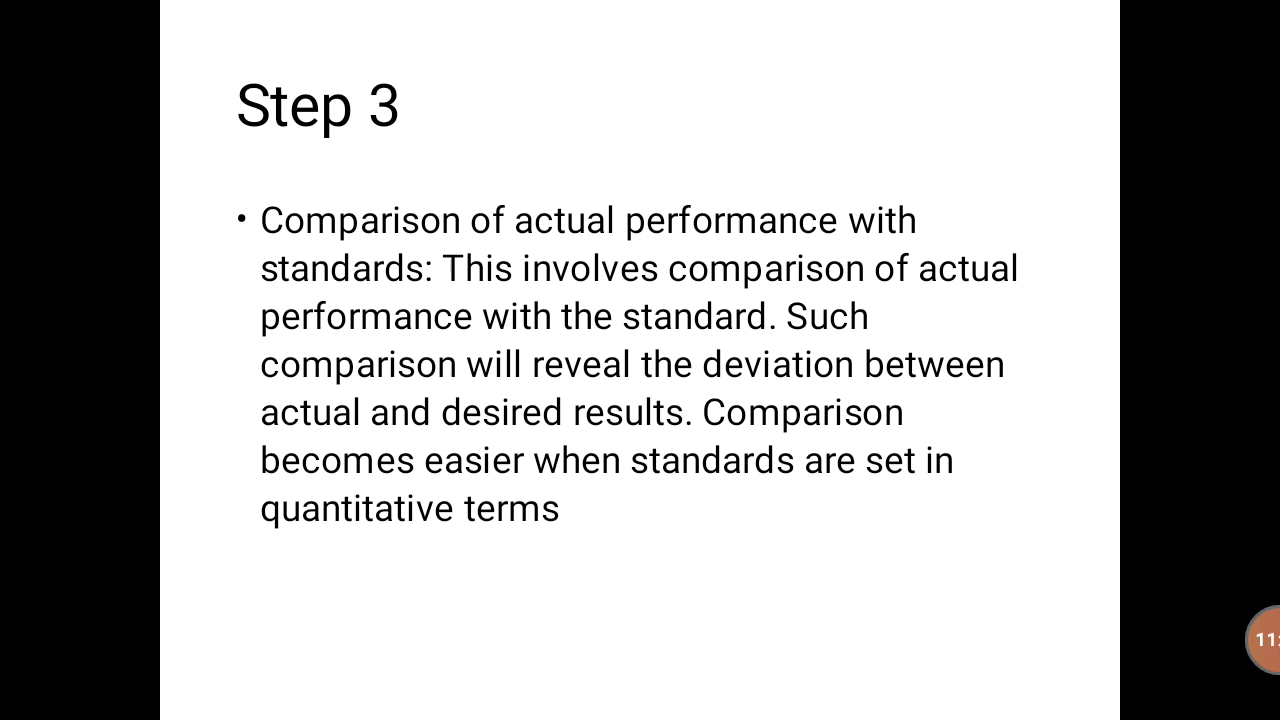 Step 3
• Comparison of actual performance with
standards: This involves comparison of actual
performance with the standard. Such
comparison will reveal the deviation between
actual and desired results. Comparison
becomes easier when standards are set in
quantitative terms
11: